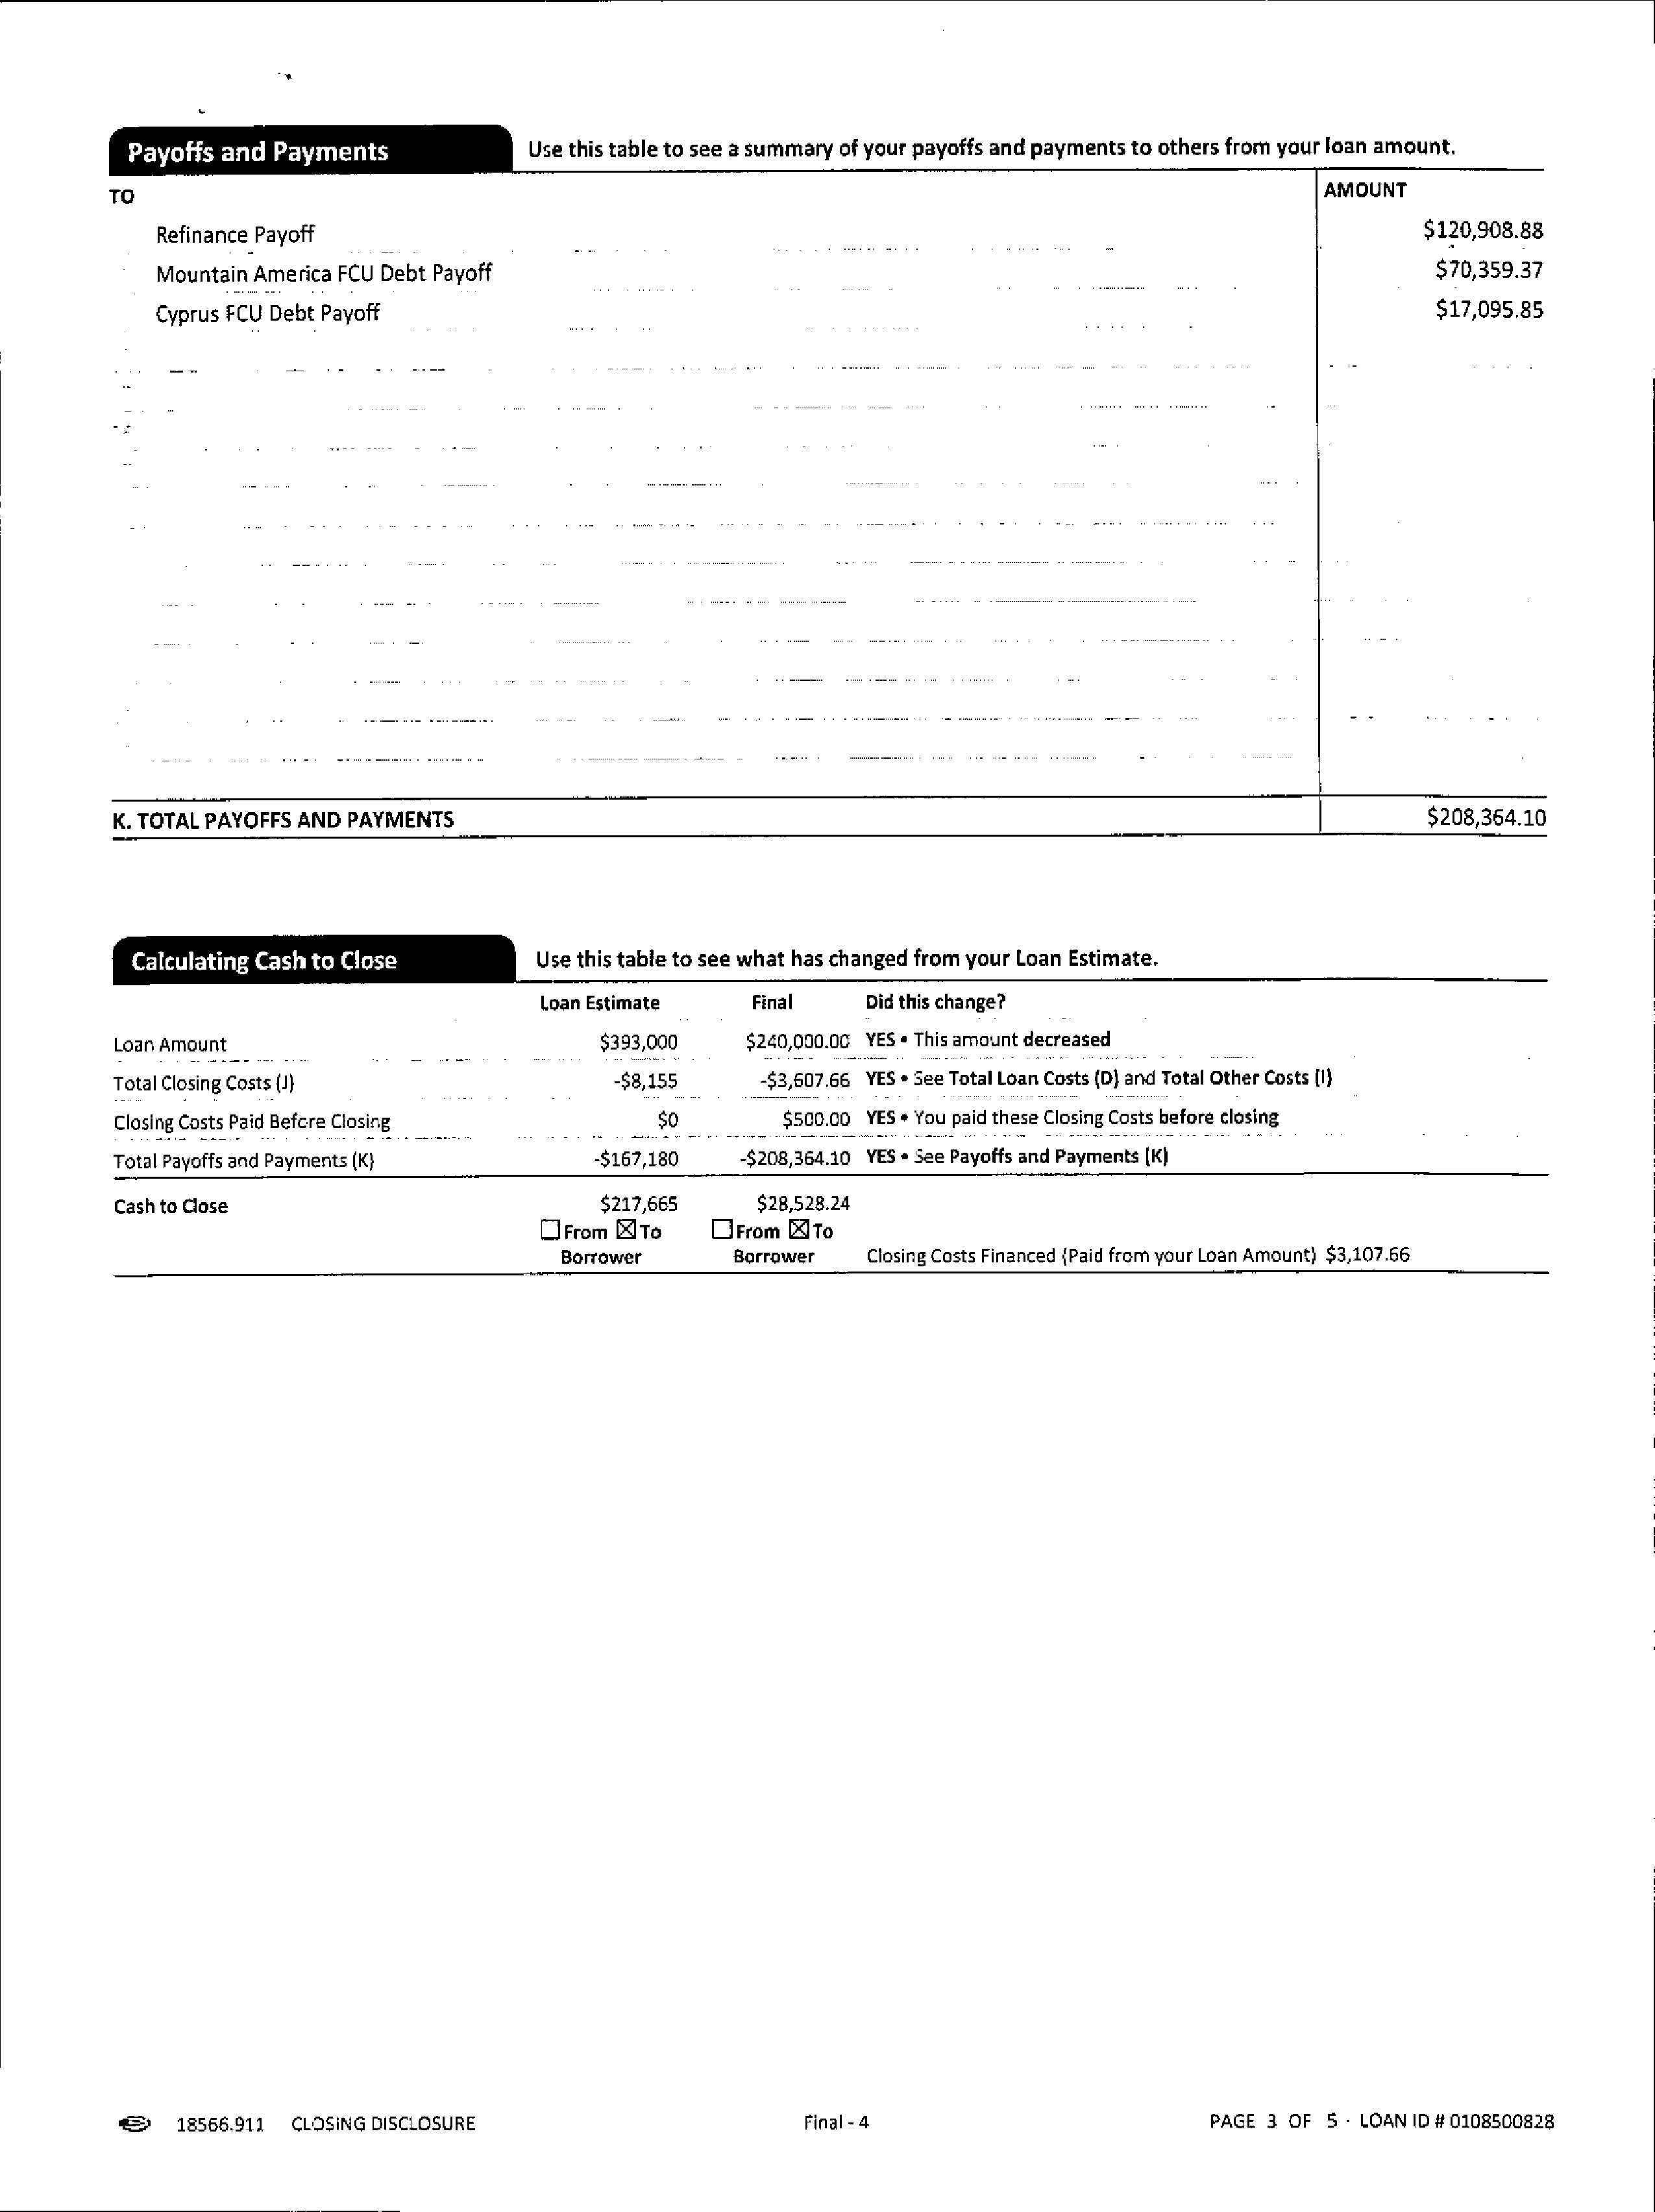 Payoffs and Payments Use this table to see a summary of your payoffs and payments to others from your loan amount.
TO AMOUNT
Refinance Payoff $120,908.88
Mountain America FCU Debt Payoff $70,359.37
Cyprus FCU Debt Payoff $17,095.85
K. TOTAL PAYOFFS AND PAYMENTS $208,364.10
Calculating Cash to Close Use this table to see what has changed from your Loan Estimate.
Loan Estimate Final Did this change?
Loan Amount $393,000 $240,000.00 YES • This amount decreased
Total Closing Costs (J) -$8,155 -$3,607.66 YES • See Total Loan Costs (D) and Total Other Costs (I)
Closing Costs Paid Before Closing $0 $500.00 YES • You paid these Closing Costs before closing
Total Payoffs and Payments (K) -$167,180 -$208,364.10 YES • See Payoffs and Payments (K)
Cash to Close $217,665 $28,528.24
☐ From ☒ To ☐ From ☒ To
Borrower Borrower Closing Costs Financed (Paid from your Loan Amount) $3,107.66
18566.911 CLOSING DISCLOSURE Final - 4 PAGE 3 OF 5 - LOAN ID # 0108500828